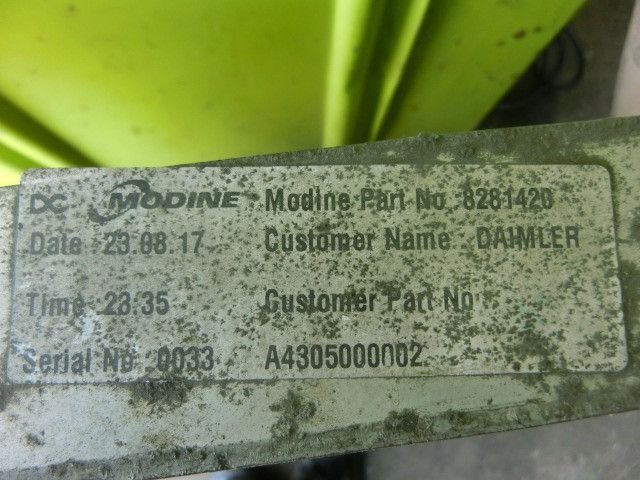 DC MODINE Modine Part No 8281420
Date 23.08.17 Customer Name DAIMLER
Time 23.35 Customer Part No
Serial No 0033 A4305000002